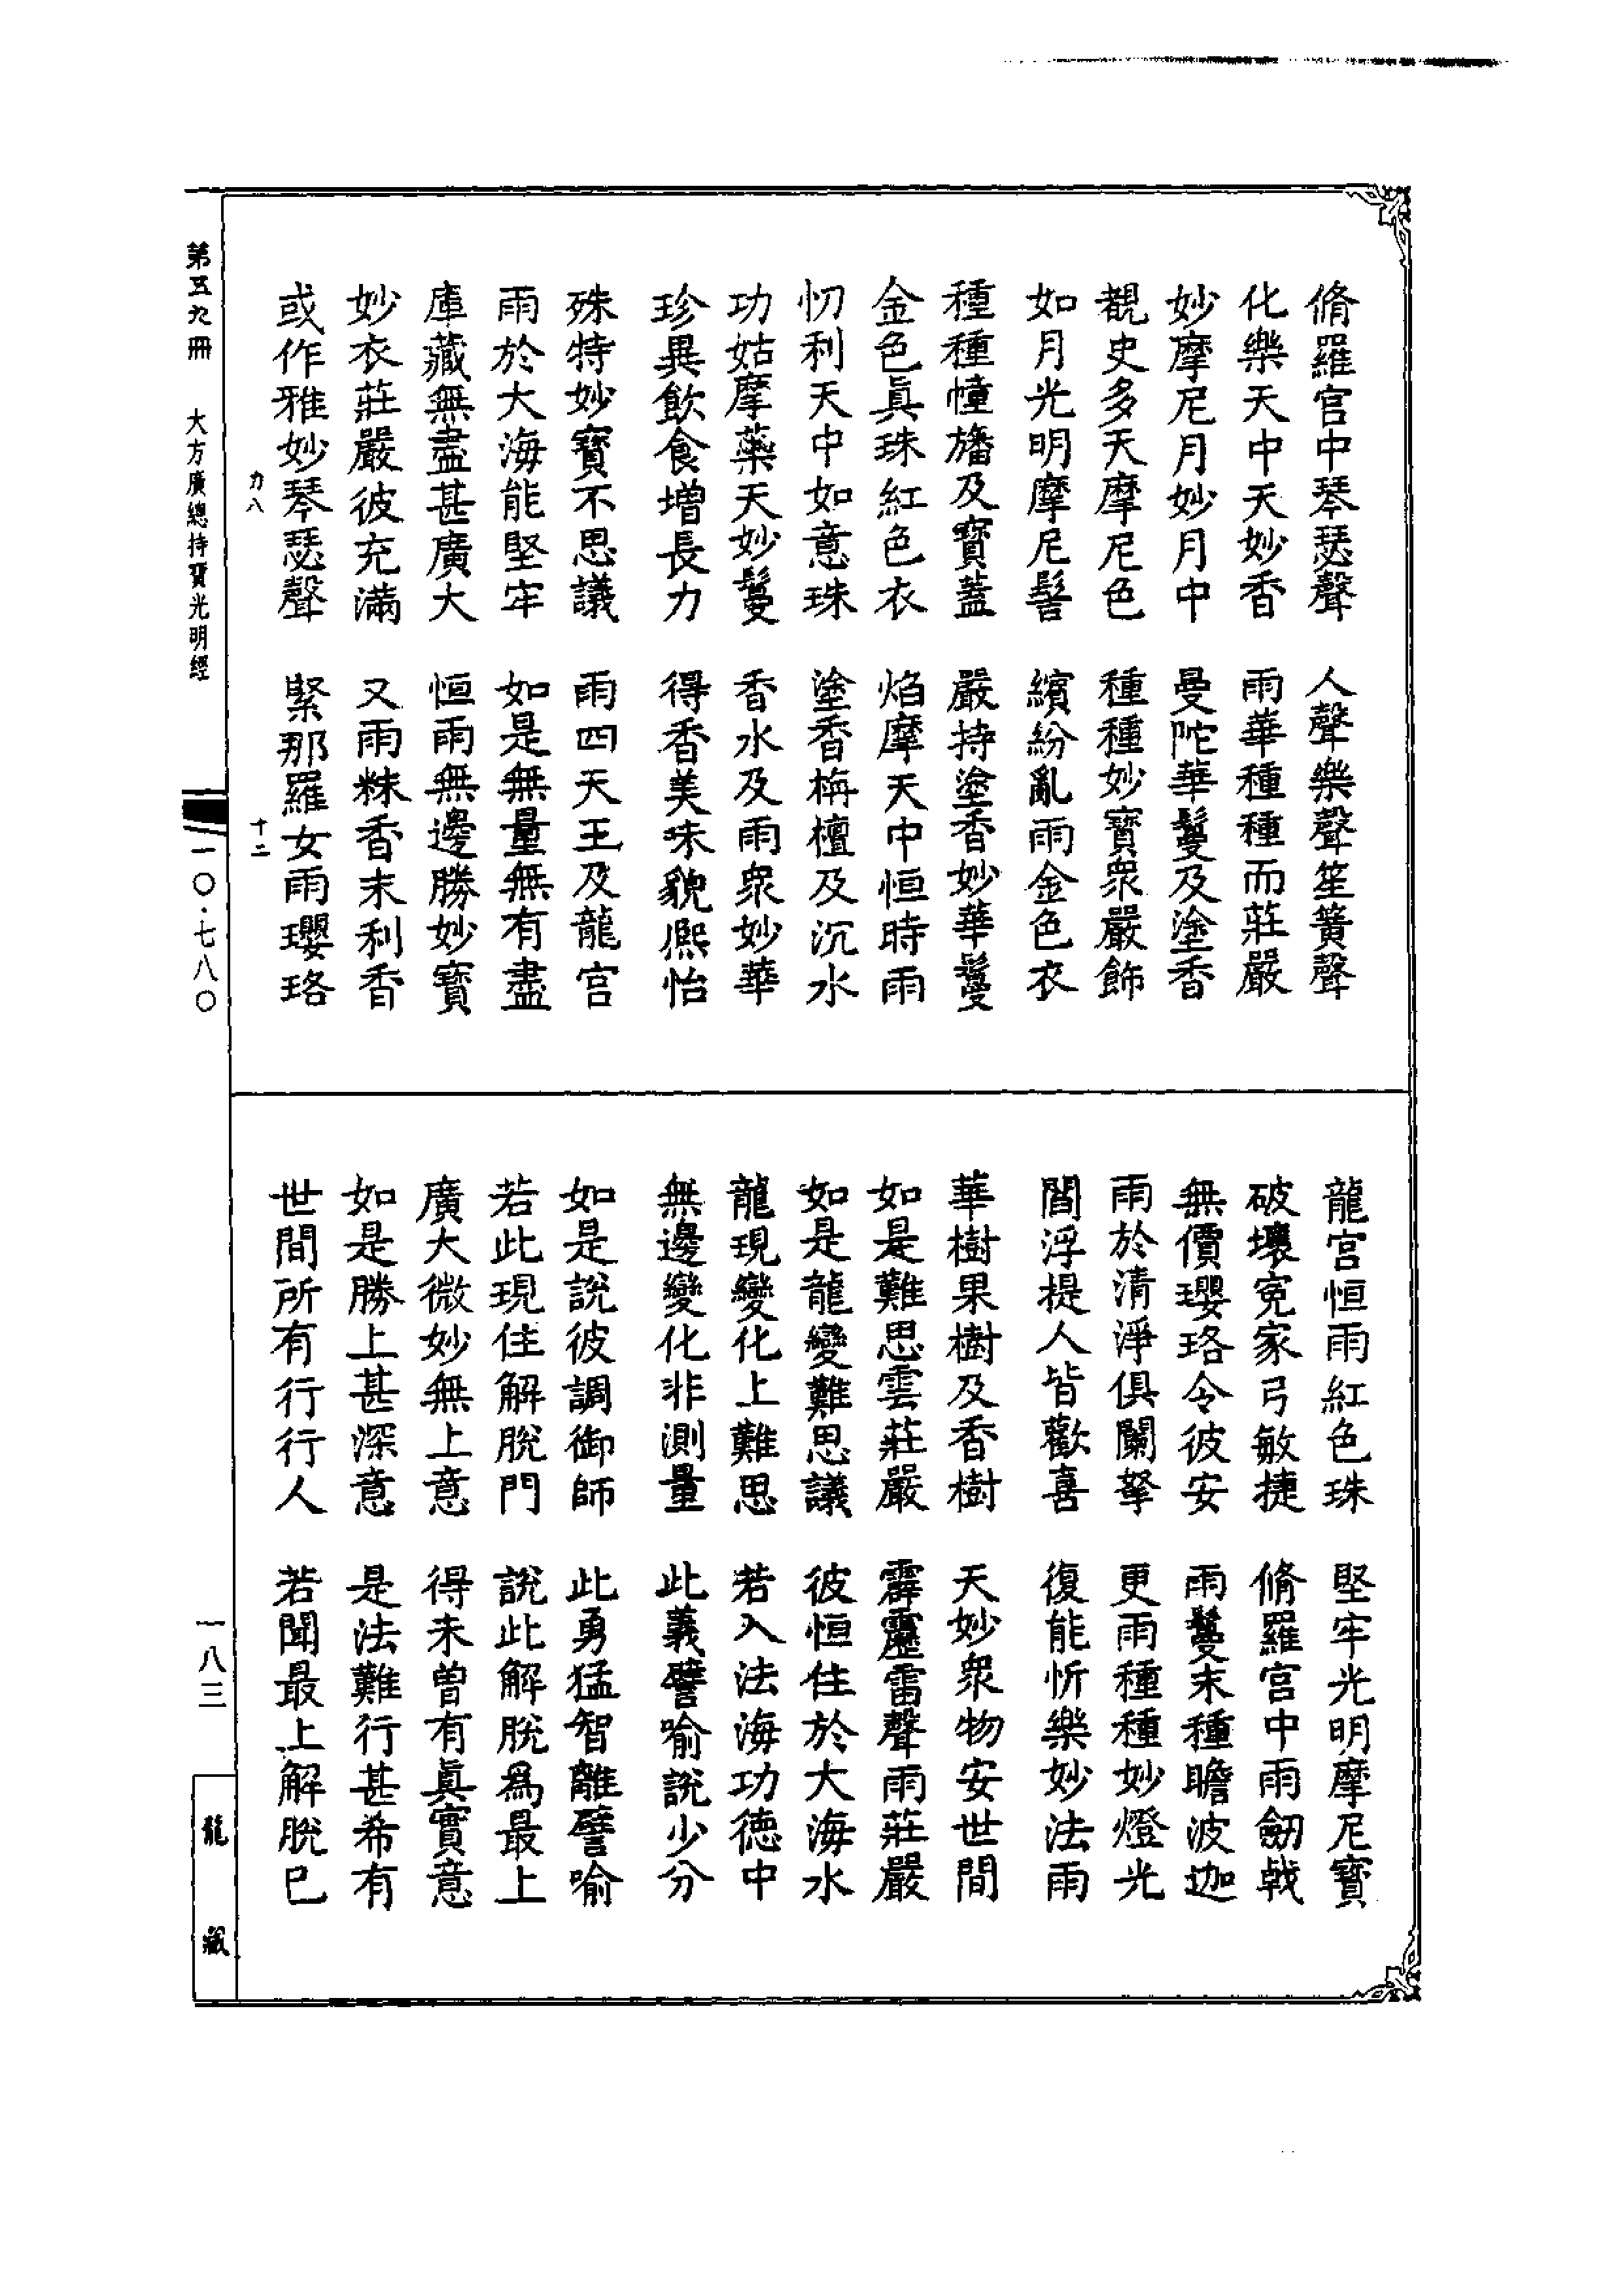 脩羅宮中琴瑟聲　人聲樂聲笙簧聲
化樂天中天妙香　雨華種種而莊嚴
妙摩尼月妙月中　曼陀華鬘及塗香
覩史多天摩尼色　種種妙寶衆嚴飾
如月光明摩尼髻　繽紛亂雨金色衣
種種幢旛及寶蓋　嚴持塗香妙華鬘
金色眞珠紅色衣　焰摩天中恒時雨
忉利天中如意珠　塗香栴檀及沉水
功姑摩藥天妙鬘　香水及雨衆妙華
珍異飲食增長力　得香美味貌熈怡
殊特妙寶不思議　雨四天王及龍宮
雨於大海能堅牢　如是無量無有盡
庫藏無盡甚廣大　恒雨無邊勝妙寶
妙衣莊嚴彼充滿　又雨粖香末利香
或作雅妙琴瑟聲　緊那羅女雨瓔珞
力八　十二
龍宮恒雨紅色珠　堅牢光明摩尼寶
破壞寃家弓敏捷　脩羅宮中雨劒戟
無價瓔珞令彼安　雨鬘末種瞻波迦
雨於清淨俱闌拏　更雨種種妙燈光
閻浮提人皆歡喜　復能忻樂妙法雨
華樹果樹及香樹　天妙衆物安世間
如是難思雲莊嚴　霹靂雷聲雨莊嚴
如是龍變難思議　彼恒住於大海水
龍現變化上難思　若入法海功德中
無邊變化非測量　此義譬喻說少分
如是說彼調御師　此勇猛智離譬喻
若此現住解脫門　說此解脫爲最上
廣大微妙無上意　得未曾有眞實意
如是勝上甚深意　是法難行甚希有
世間所有行行人　若聞最上解脫已
第五九冊　大方廣總持寶光明經　一〇·七八〇　一八三　龍藏